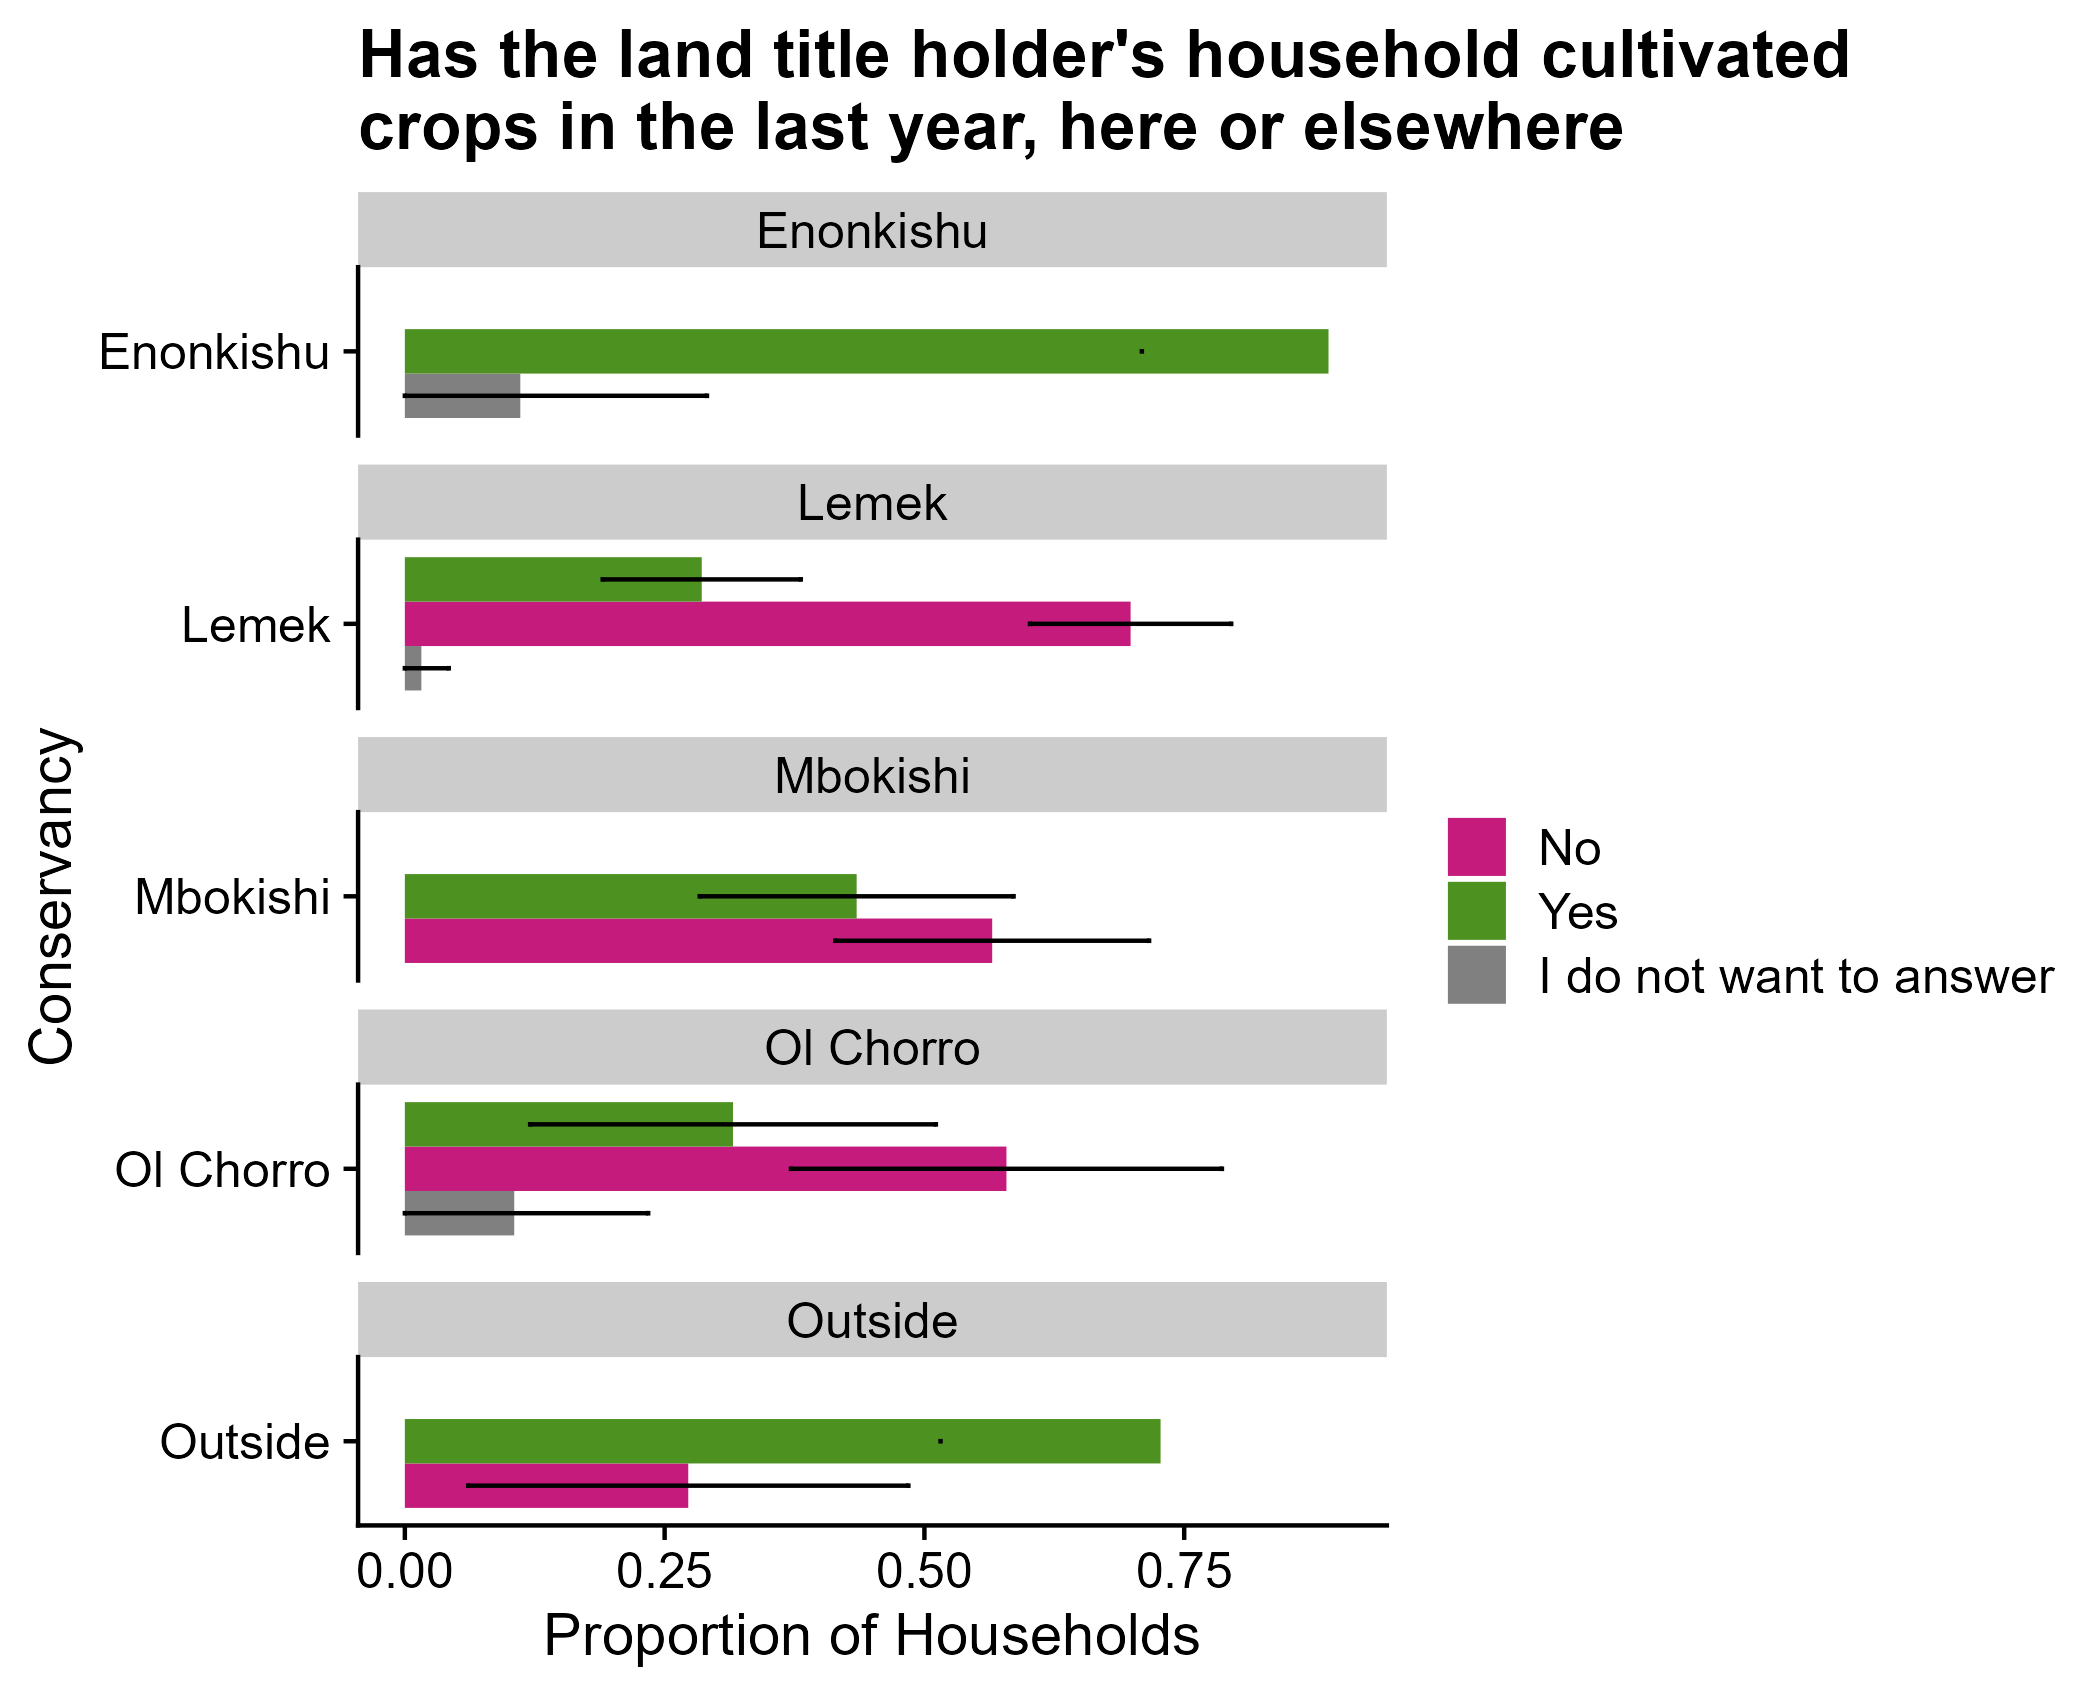 Has the land title holder's household cultivated
crops in the last year, here or elsewhere
Enonkishu
Enonkishu
Lemek
Lemek
Mbokishi
Mbokishi
Ol Chorro
Ol Chorro
Outside
Outside
0.00 0.25 0.50 0.75
Proportion of Households
Conservancy
No
Yes
I do not want to answer